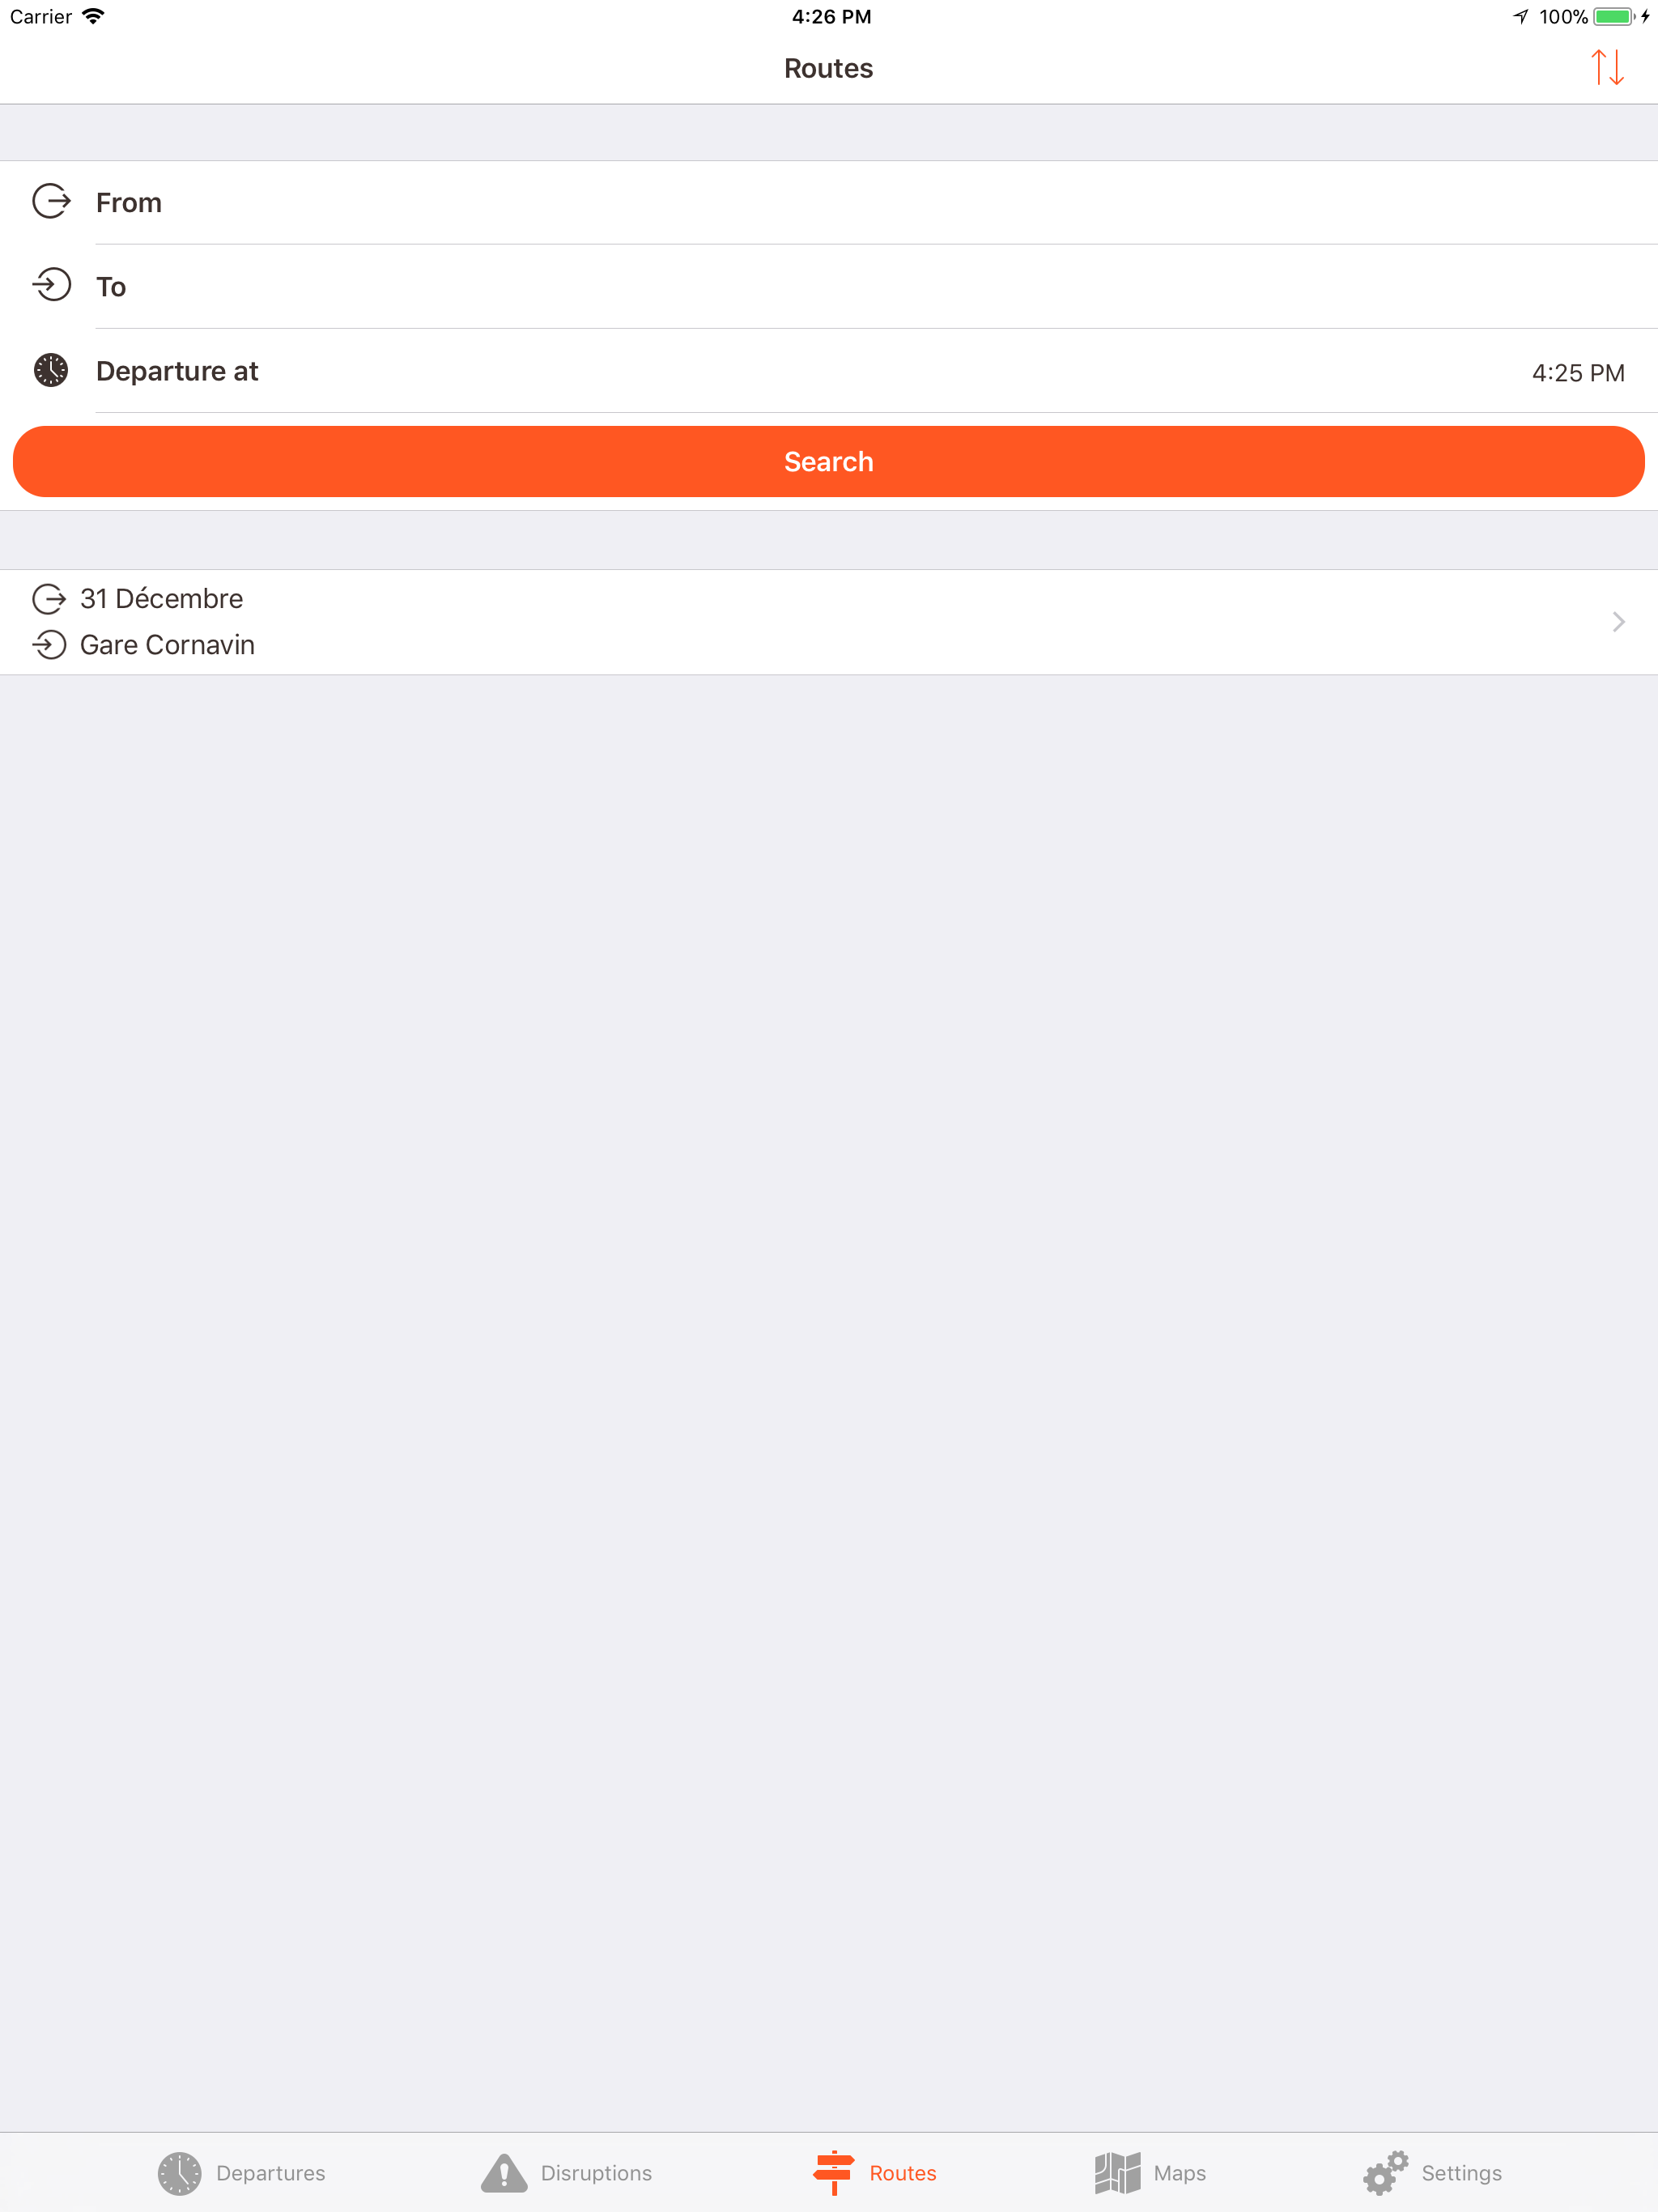 Carrier 4:26 PM 100%
Routes
From
To
Departure at 4:25 PM
Search
31 Décembre
Gare Cornavin
Departures Disruptions Routes Maps Settings